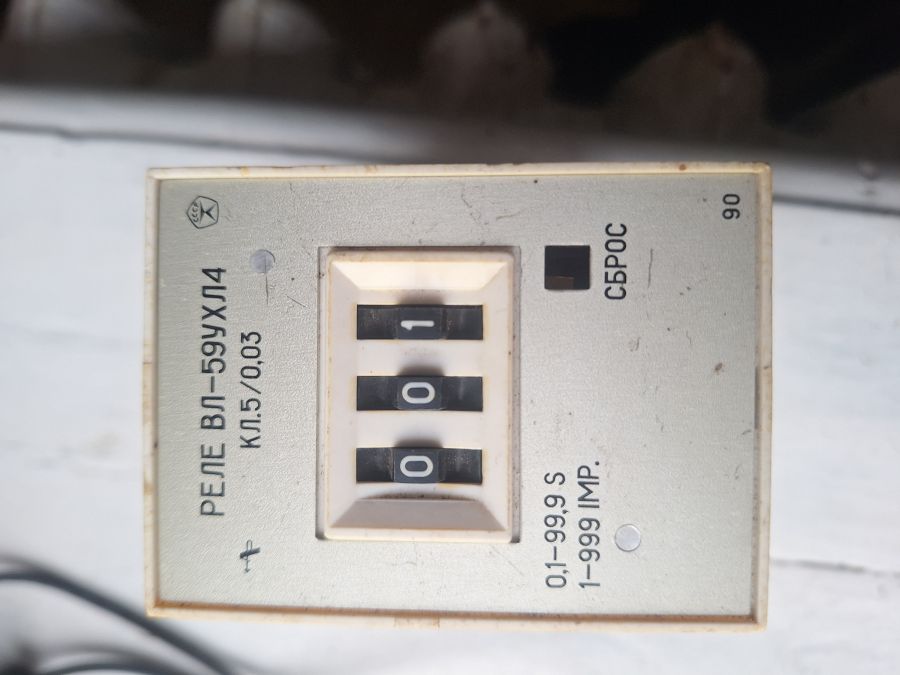 СССР
РЕЛЕ ВЛ-59УХЛ4
КЛ.5/0,03
0 0 1
0,1-99,9 S
1-999 IMP.
СБРОС
90